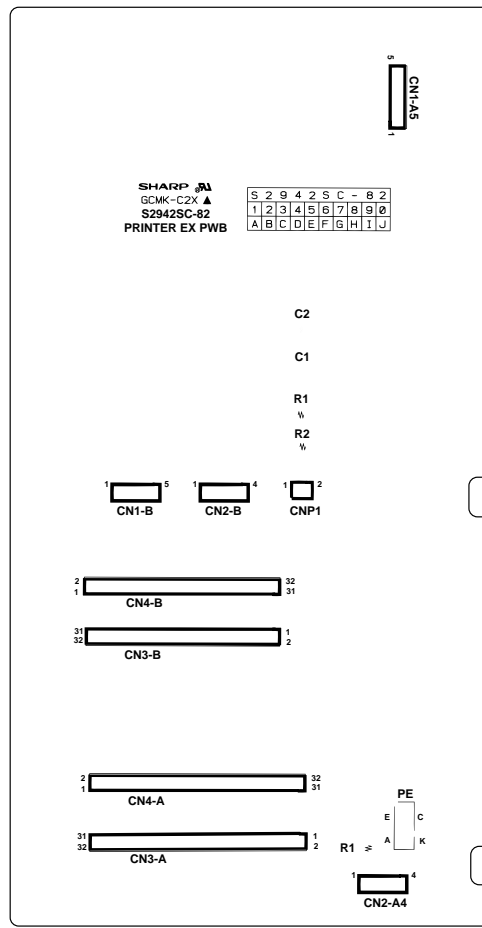 5
CN1-A5
1
SHARP
GCMK-C2X ▲
S2942SC-82
PRINTER EX PWB
S 2 9 4 2 S C - 8 2
1 2 3 4 5 6 7 8 9 0
A B C D E F G H I J
C2
C1
R1
R2
1 5
CN1-B
1 4
CN2-B
1 2
CNP1
2 32
1 31
CN4-B
31 1
32 2
CN3-B
2 32
1 31
CN4-A
PE
E C
A K
31 1
32 2
CN3-A
R1
1 4
CN2-A4